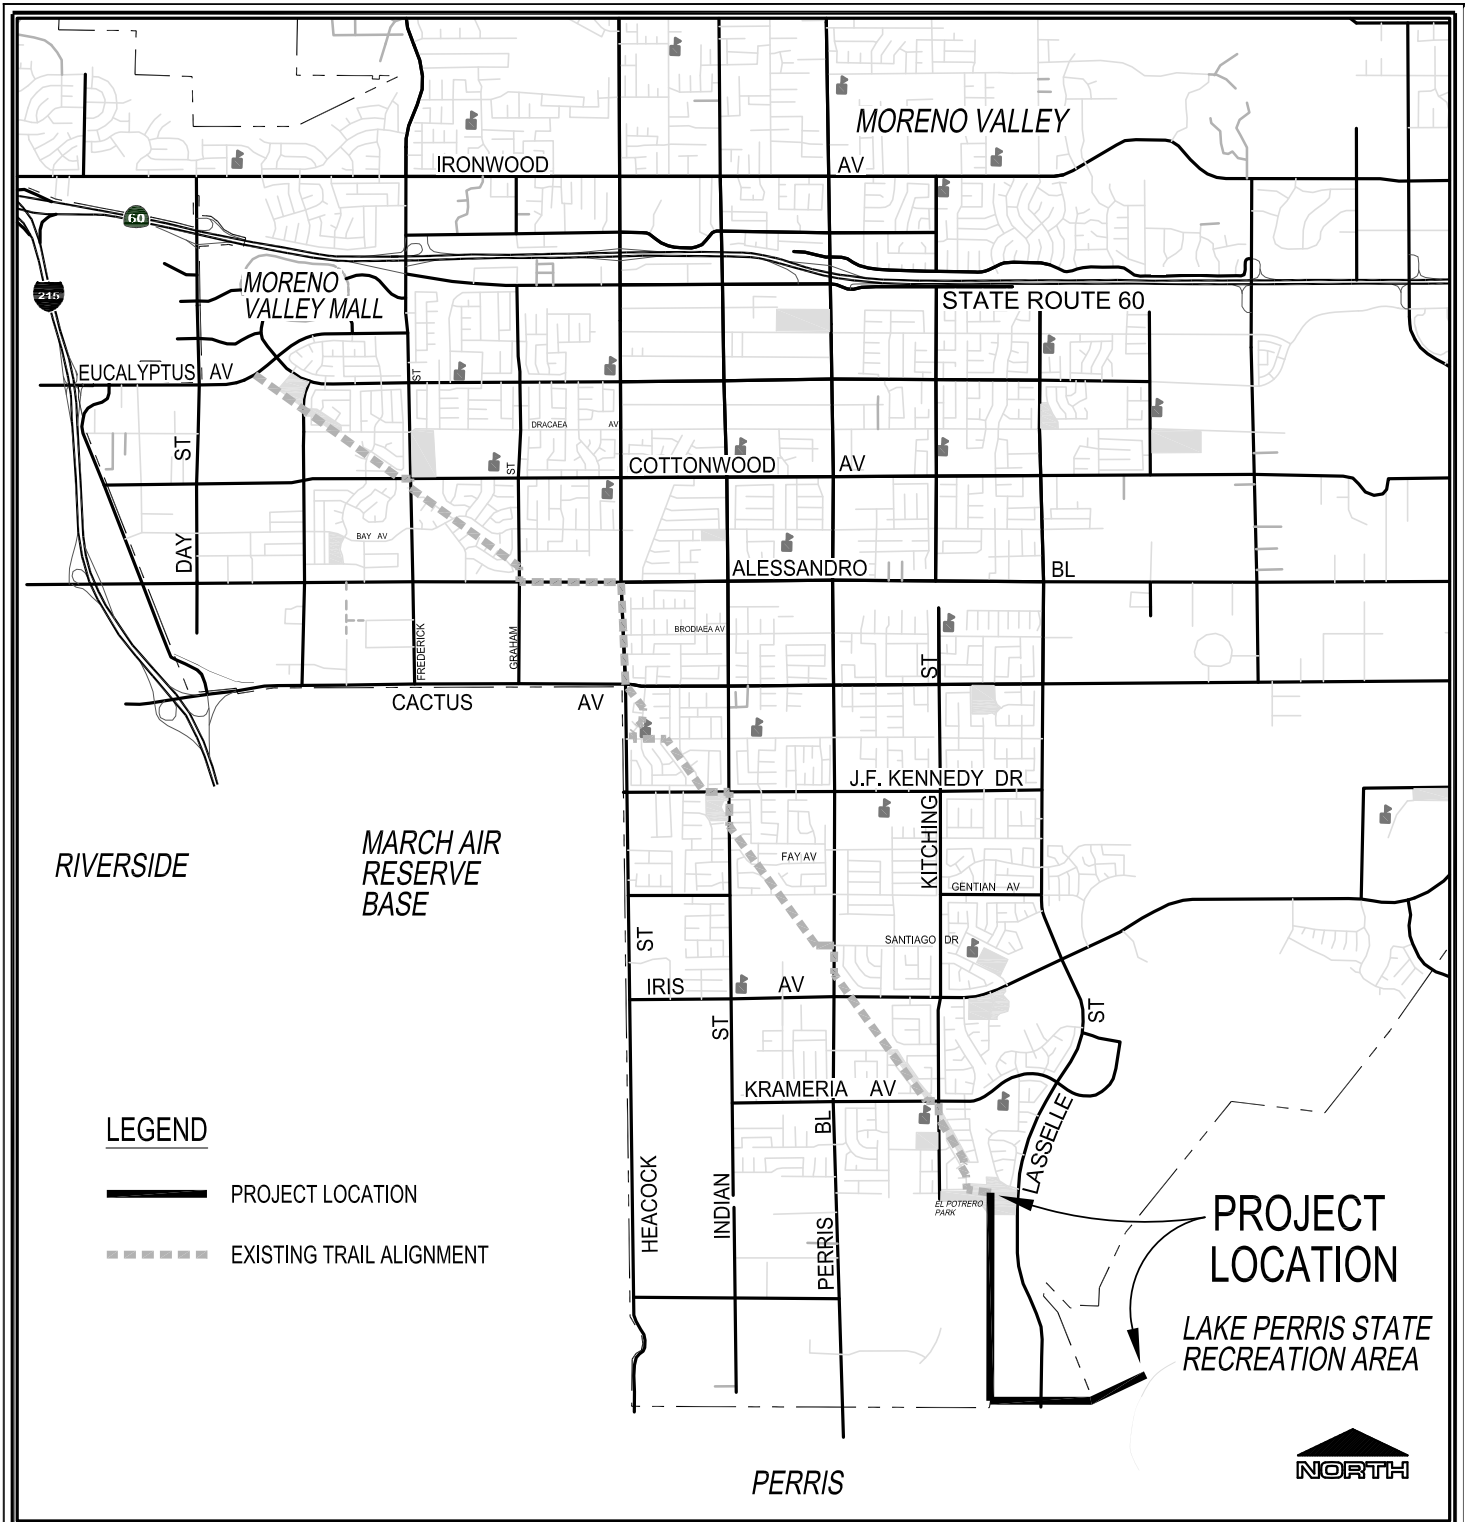 MORENO VALLEY
IRONWOOD AV
60
215
MORENO
VALLEY MALL
STATE ROUTE 60
EUCALYPTUS AV
ST
DRACAEA AV
ST
COTTONWOOD AV
ST
BAY AV
DAY
ALESSANDRO BL
BRODIAEA AV
FREDERICK
GRAHAM
ST
CACTUS AV
J.F. KENNEDY DR
KITCHING
RIVERSIDE
MARCH AIR
RESERVE
BASE
FAY AV
GENTIAN AV
SANTIAGO DR
ST
IRIS AV
ST
ST
KRAMERIA AV
BL
LASSELLE
LEGEND
PROJECT LOCATION
EXISTING TRAIL ALIGNMENT
HEACOCK
INDIAN
PERRIS
EL POTRERO
PARK
PROJECT
LOCATION
LAKE PERRIS STATE
RECREATION AREA
NORTH
PERRIS